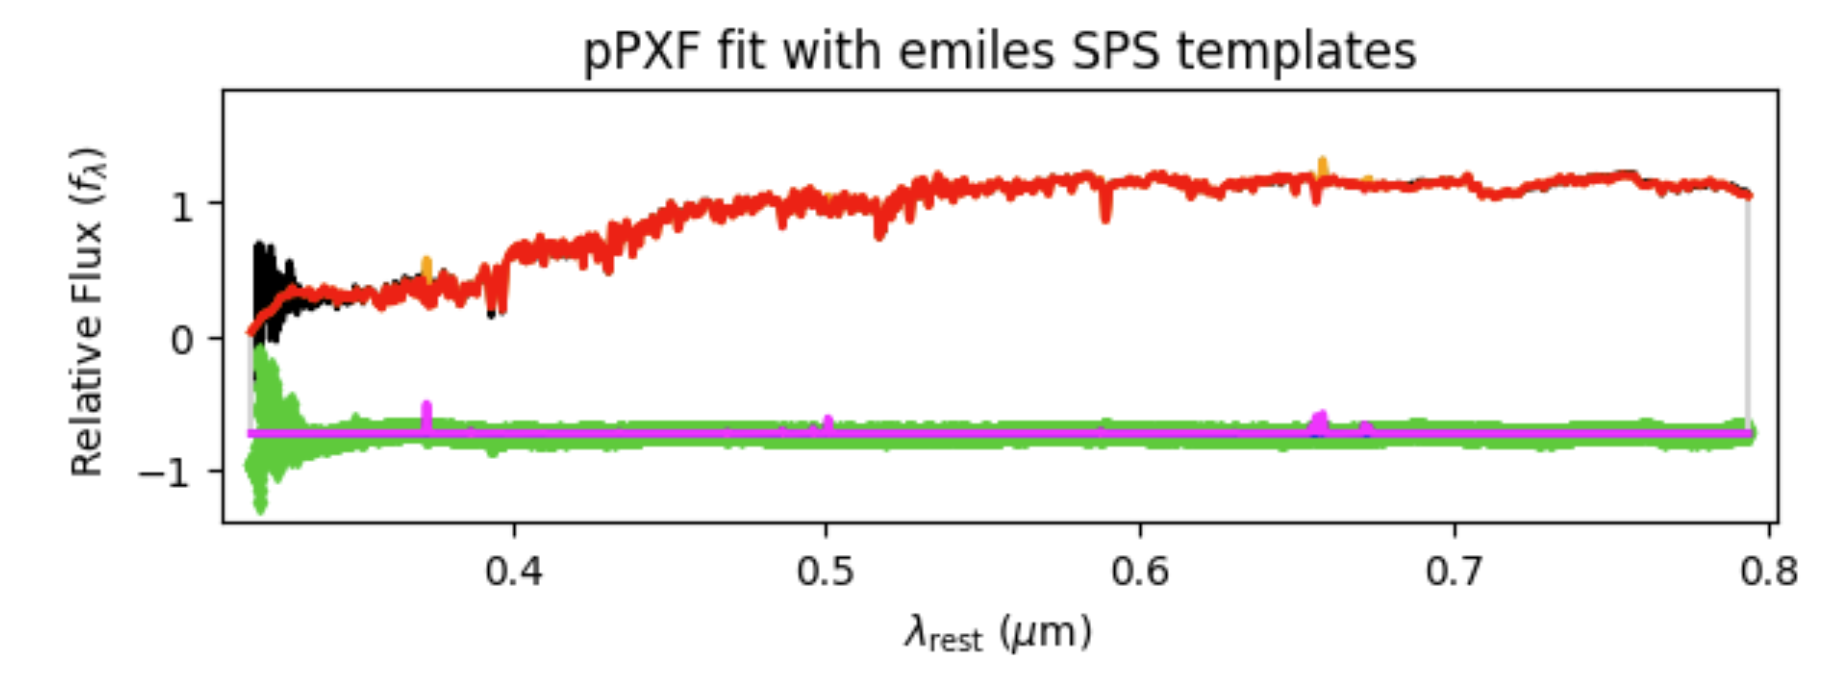 pPXF fit with emiles SPS templates
Relative Flux (fλ)
1
0
−1
0.4 0.5 0.6 0.7 0.8
λrest (μm)